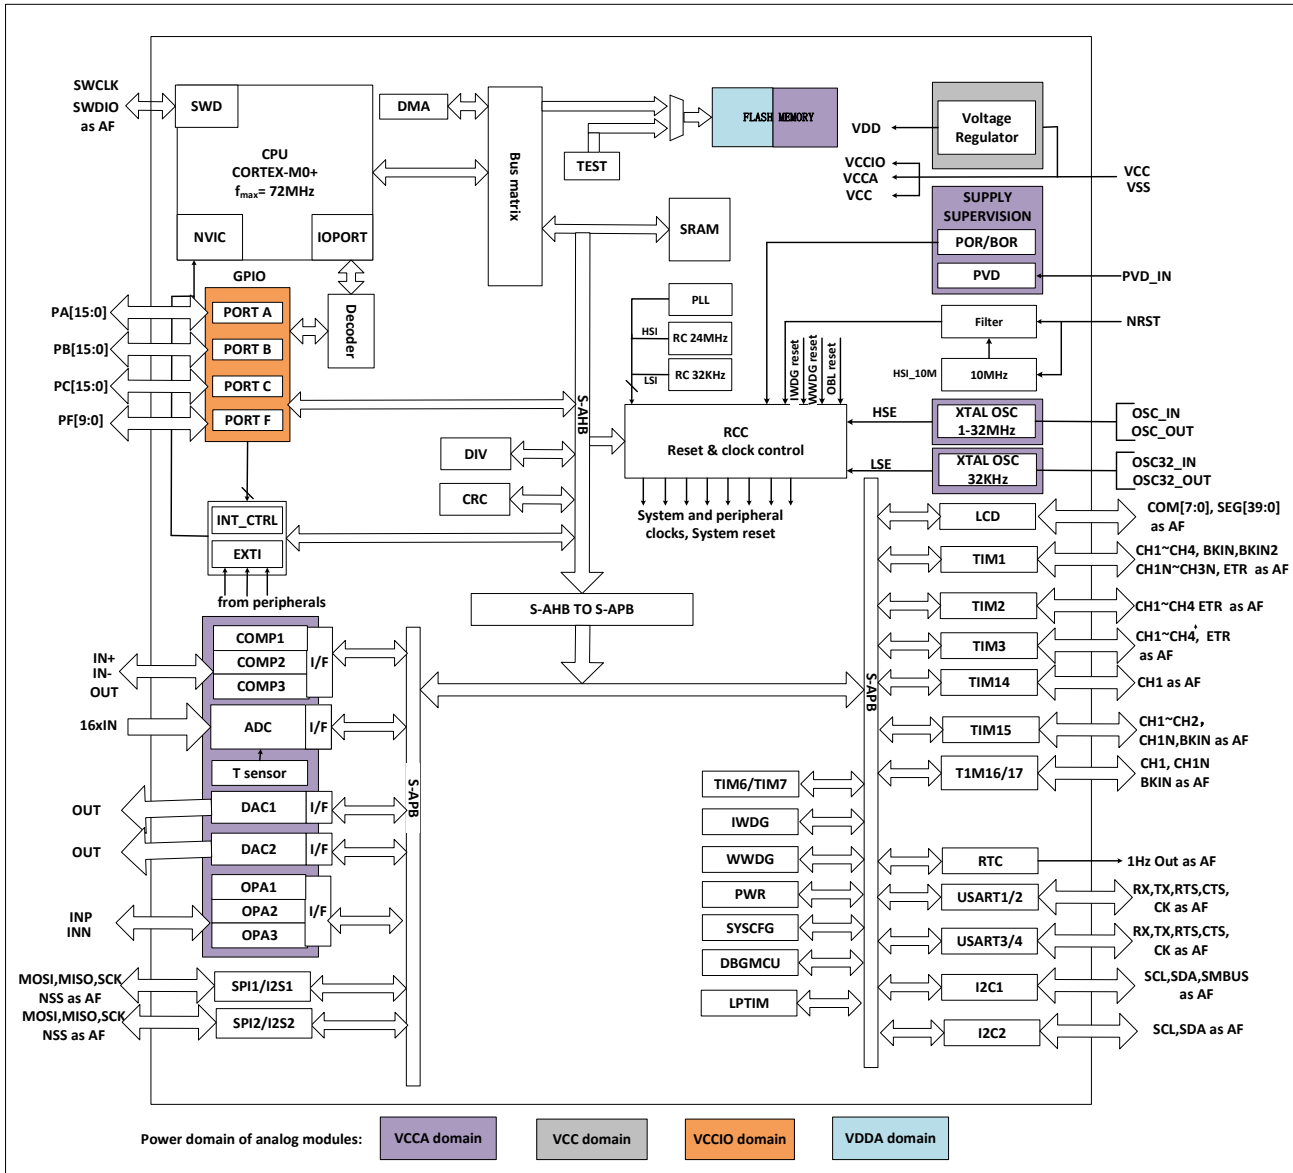 SWCLK
SWDIO
as AF
SWD
CPU
CORTEX-M0+
fmax= 72MHz
NVIC
IOPORT
DMA
Bus matrix
TEST
FLASH MEMORY
VDD
Voltage
Regulator
VCCIO
VCCA
VCC
VCC
VSS
SUPPLY
SUPERVISION
POR/BOR
PVD
PVD_IN
SRAM
GPIO
PA[15:0]
PORT A
PB[15:0]
PORT B
PC[15:0]
PORT C
PF[9:0]
PORT F
Decoder
PLL
HSI
RC 24MHz
LSI
RC 32KHz
IWDG reset
WWDG reset
OBL reset
Filter
NRST
HSI_10M
10MHz
S-AHB
RCC
Reset & clock control
HSE
XTAL OSC
1-32MHz
OSC_IN
OSC_OUT
LSE
XTAL OSC
32KHz
OSC32_IN
OSC32_OUT
DIV
CRC
System and peripheral
clocks, System reset
INT_CTRL
EXTI
from peripherals
S-AHB TO S-APB
LCD
COM[7:0], SEG[39:0]
as AF
TIM1
CH1~CH4, BKIN,BKIN2
CH1N~CH3N, ETR as AF
TIM2
CH1~CH4 ETR as AF
TIM3
CH1~CH4, ETR
as AF
TIM14
CH1 as AF
TIM15
CH1~CH2,
CH1N,BKIN as AF
T1M16/17
CH1, CH1N
BKIN as AF
RTC
1Hz Out as AF
USART1/2
RX,TX,RTS,CTS,
CK as AF
USART3/4
RX,TX,RTS,CTS,
CK as AF
I2C1
SCL,SDA,SMBUS
as AF
I2C2
SCL,SDA as AF
S-APB
TIM6/TIM7
IWDG
WWDG
PWR
SYSCFG
DBGMCU
LPTIM
IN+
IN-
OUT
COMP1
COMP2
COMP3
I/F
16xIN
ADC
I/F
T sensor
OUT
DAC1
I/F
OUT
DAC2
I/F
INP
INN
OPA1
OPA2
OPA3
I/F
S-APB
MOSI,MISO,SCK
NSS as AF
SPI1/I2S1
MOSI,MISO,SCK
NSS as AF
SPI2/I2S2
Power domain of analog modules:
VCCA domain
VCC domain
VCCIO domain
VDDA domain